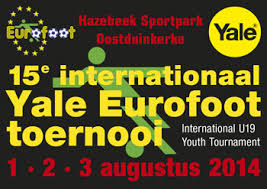 Eurofoot
Hazebeek Sportpark
Oostduinkerke
Yale
15e internationaal
Yale Eurofoot
toernooi
International U19
Youth Tournament
1 · 2 · 3 augustus 2014